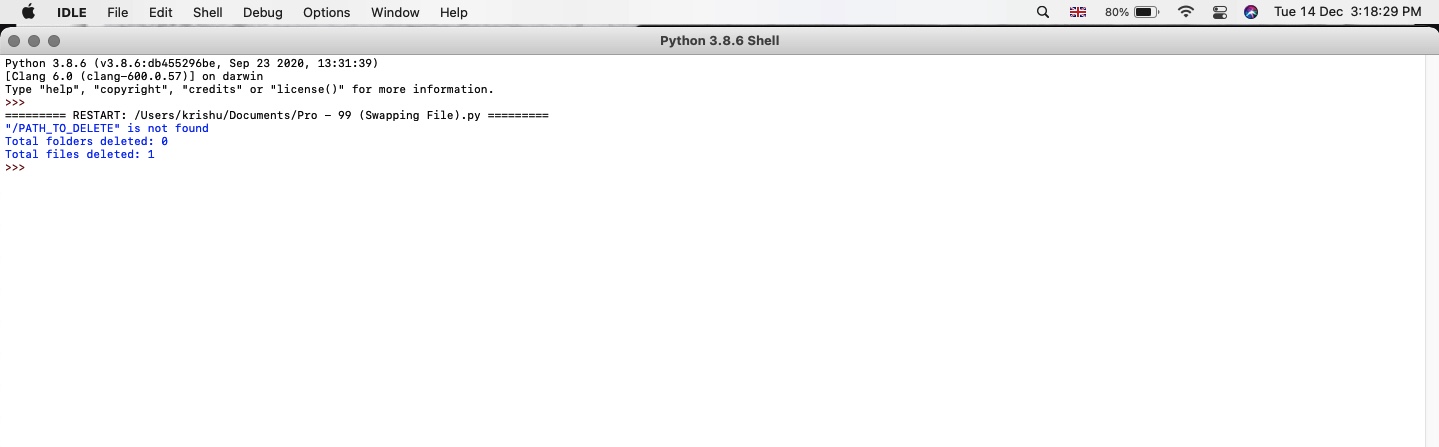 IDLE File Edit Shell Debug Options Window Help 80% Tue 14 Dec 3:18:29 PM
Python 3.8.6 Shell
Python 3.8.6 (v3.8.6:db455296be, Sep 23 2020, 13:31:39)
[Clang 6.0 (clang-600.0.57)] on darwin
Type "help", "copyright", "credits" or "license()" for more information.
>>>
========= RESTART: /Users/krishu/Documents/Pro - 99 (Swapping File).py =========
"/PATH_TO_DELETE" is not found
Total folders deleted: 0
Total files deleted: 1
>>>